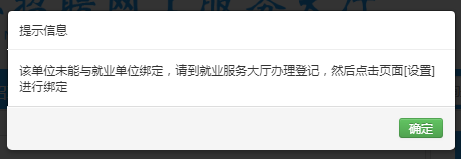 提示信息
该单位未能与就业单位绑定，请到就业服务大厅办理登记，然后点击页面[设置]
进行绑定
确定